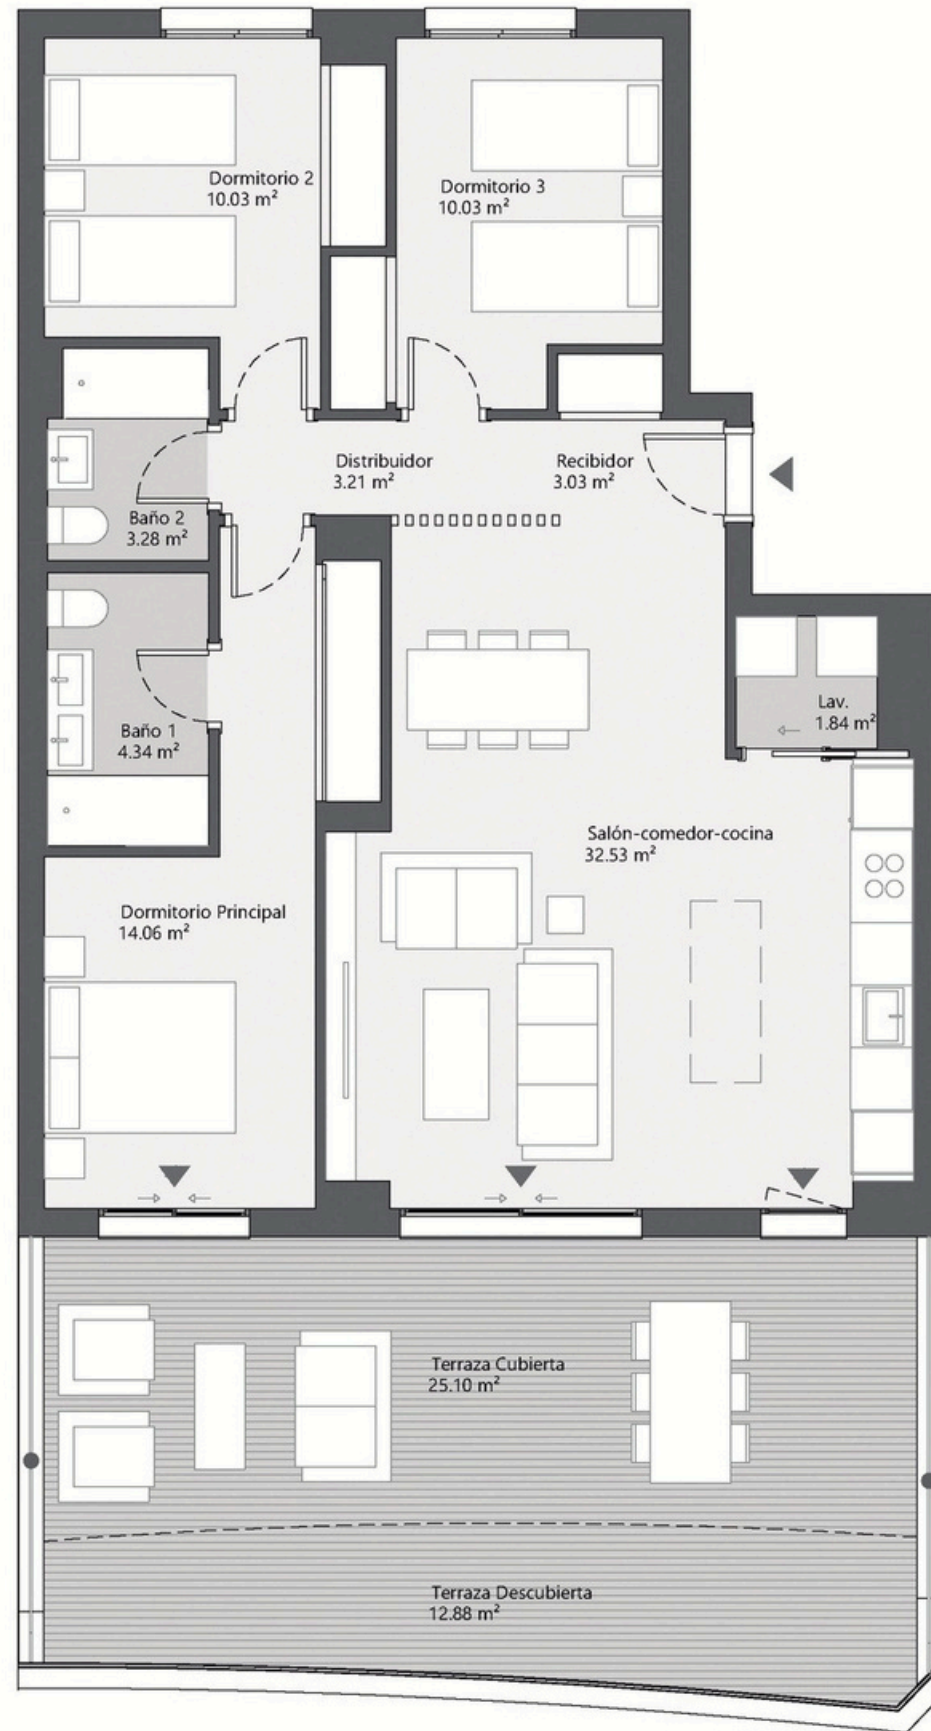 Dormitorio 2
10.03 m²
Dormitorio 3
10.03 m²
Distribuidor
3.21 m²
Recibidor
3.03 m²
Baño 2
3.28 m²
Baño 1
4.34 m²
Lav.
1.84 m²
Salón-comedor-cocina
32.53 m²
Dormitorio Principal
14.06 m²
Terraza Cubierta
25.10 m²
Terraza Descubierta
12.88 m²